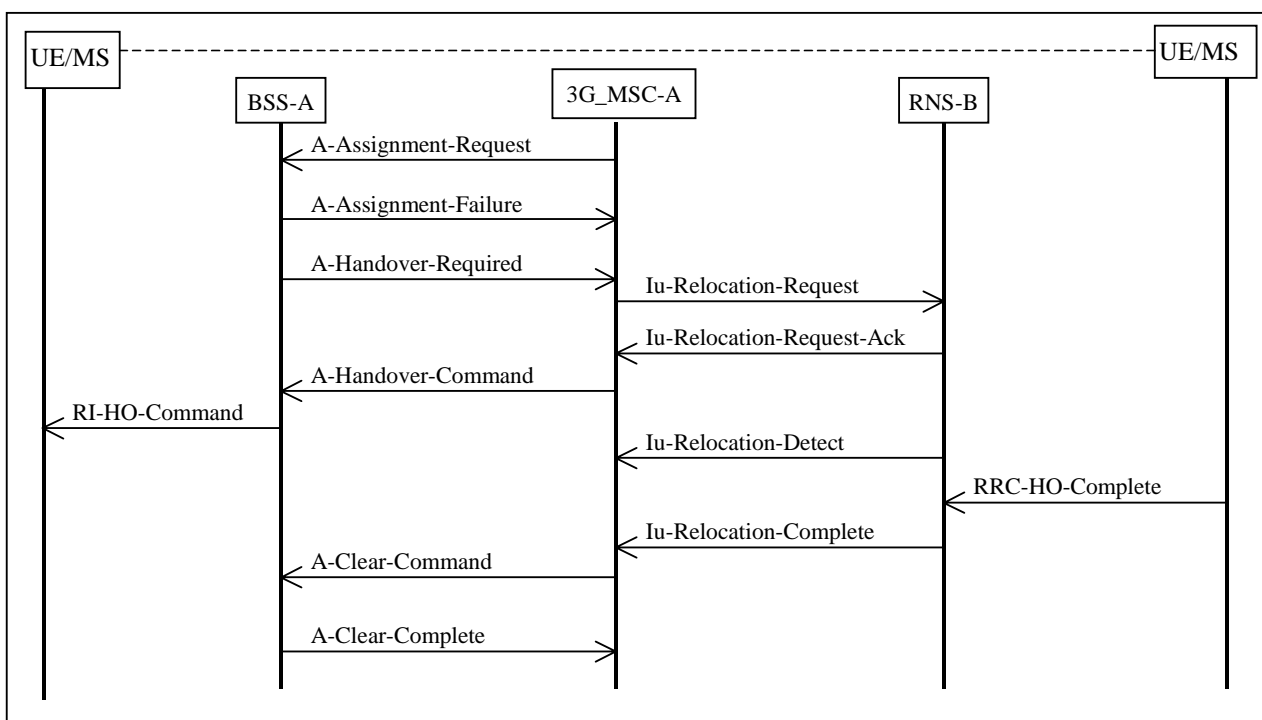 UE/MS
UE/MS
BSS-A
3G_MSC-A
RNS-B
A-Assignment-Request
A-Assignment-Failure
A-Handover-Required
Iu-Relocation-Request
Iu-Relocation-Request-Ack
A-Handover-Command
RI-HO-Command
Iu-Relocation-Detect
RRC-HO-Complete
Iu-Relocation-Complete
A-Clear-Command
A-Clear-Complete